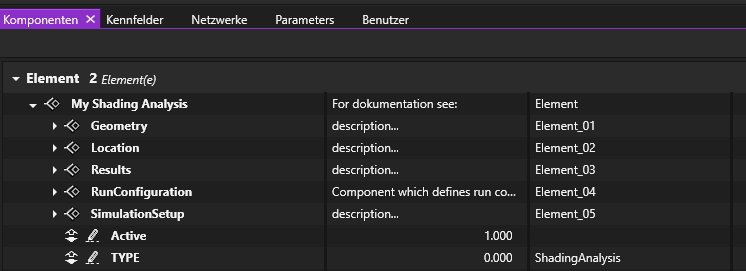 Komponenten × Kennfelder Netzwerke Parameters Benutzer
Element 2 Element(e)
My Shading Analysis For dokumentation see: Element
Geometry description... Element_01
Location description... Element_02
Results description... Element_03
RunConfiguration Component which defines run co... Element_04
SimulationSetup description... Element_05
Active 1.000
TYPE 0.000 ShadingAnalysis